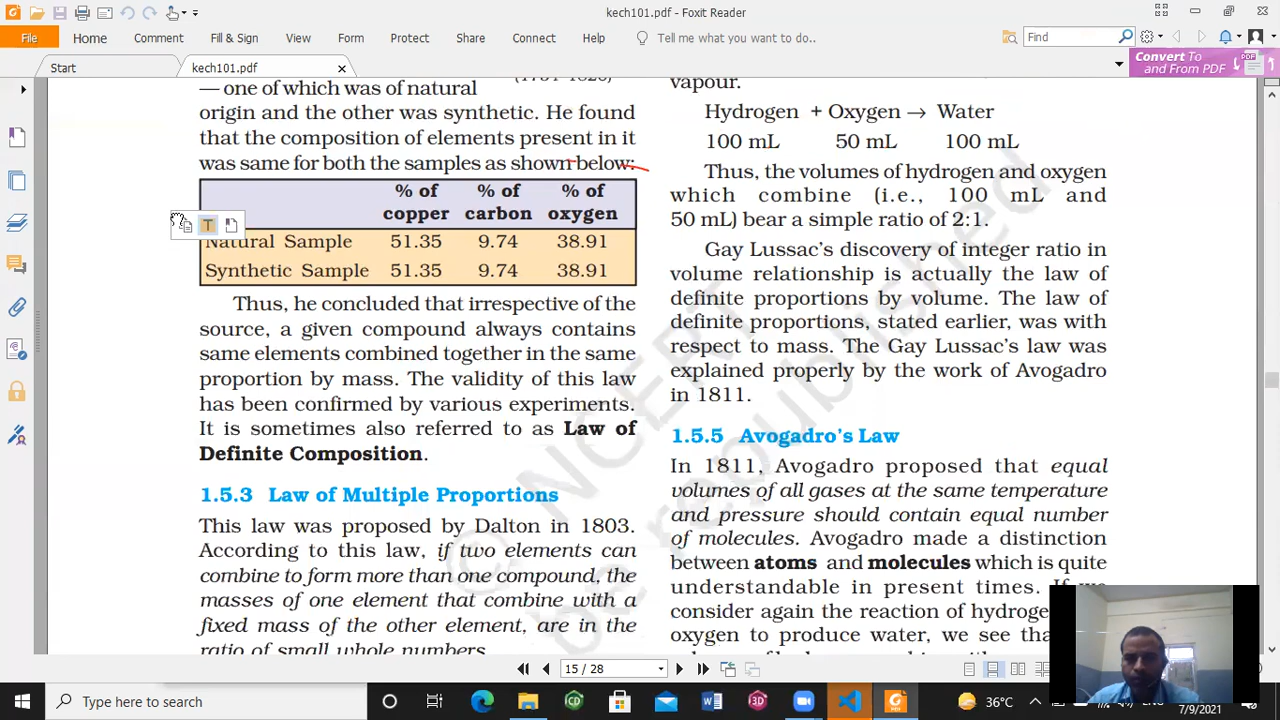 kech101.pdf - Foxit Reader
File
Home
Comment
Fill & Sign
View
Form
Protect
Share
Connect
Help
Tell me what you want to do...
Find
Start
kech101.pdf
Convert To
and From PDF
— one of which was of natural
origin and the other was synthetic. He found
that the composition of elements present in it
was same for both the samples as shown below:
% of % of % of
copper carbon oxygen
Natural Sample 51.35 9.74 38.91
Synthetic Sample 51.35 9.74 38.91
Thus, he concluded that irrespective of the
source, a given compound always contains
same elements combined together in the same
proportion by mass. The validity of this law
has been confirmed by various experiments.
It is sometimes also referred to as Law of
Definite Composition.
1.5.3 Law of Multiple Proportions
This law was proposed by Dalton in 1803.
According to this law, if two elements can
combine to form more than one compound, the
masses of one element that combine with a
fixed mass of the other element, are in the
ratio of small whole numbers.
vapour.
Hydrogen + Oxygen → Water
100 mL 50 mL 100 mL
Thus, the volumes of hydrogen and oxygen
which combine (i.e., 100 mL and
50 mL) bear a simple ratio of 2:1.
Gay Lussac's discovery of integer ratio in
volume relationship is actually the law of
definite proportions by volume. The law of
definite proportions, stated earlier, was with
respect to mass. The Gay Lussac's law was
explained properly by the work of Avogadro
in 1811.
1.5.5 Avogadro's Law
In 1811, Avogadro proposed that equal
volumes of all gases at the same temperature
and pressure should contain equal number
of molecules. Avogadro made a distinction
between atoms and molecules which is quite
understandable in present times. If we
consider again the reaction of hydrogen
oxygen to produce water, we see
© NCERT
be republished
15 / 28
Type here to search
36°C
7/9/2021